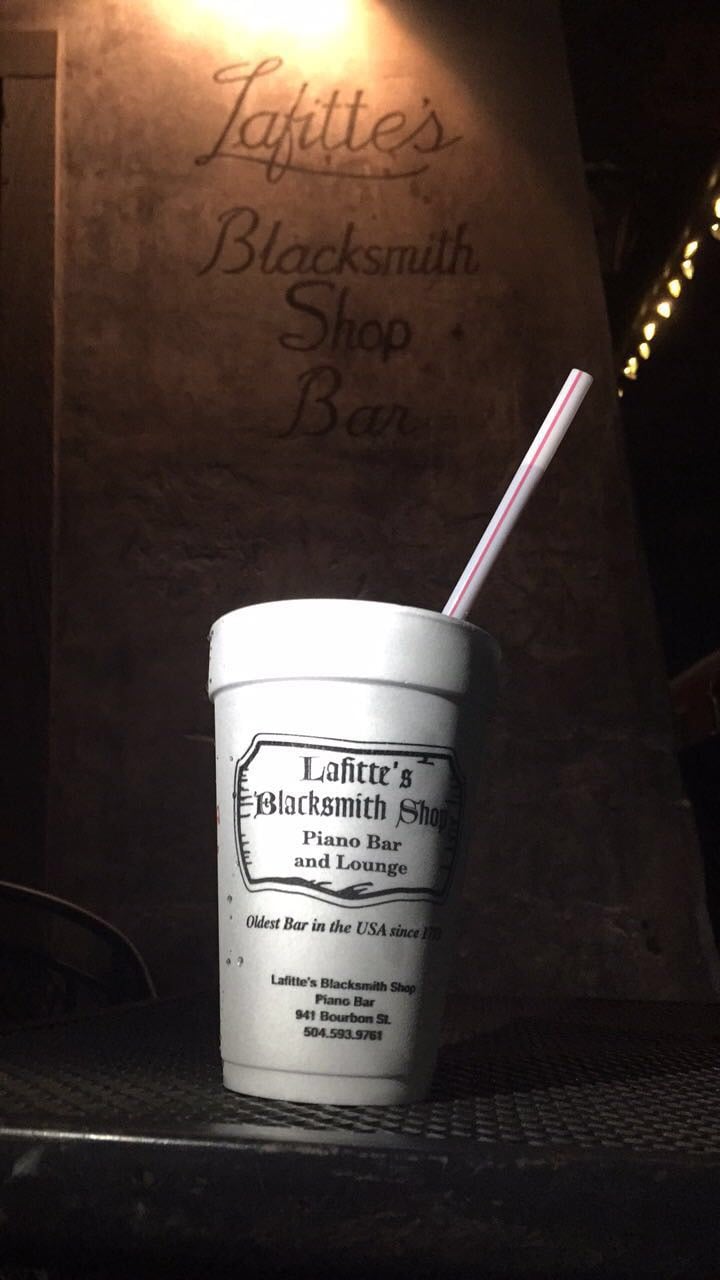 Lafitte's
Blacksmith
Shop
Bar
Lafitte's
Blacksmith Shop
Piano Bar
and Lounge
Oldest Bar in the USA since
Lafitte's Blacksmith Shop
Piano Bar
941 Bourbon St.
504.593.9761